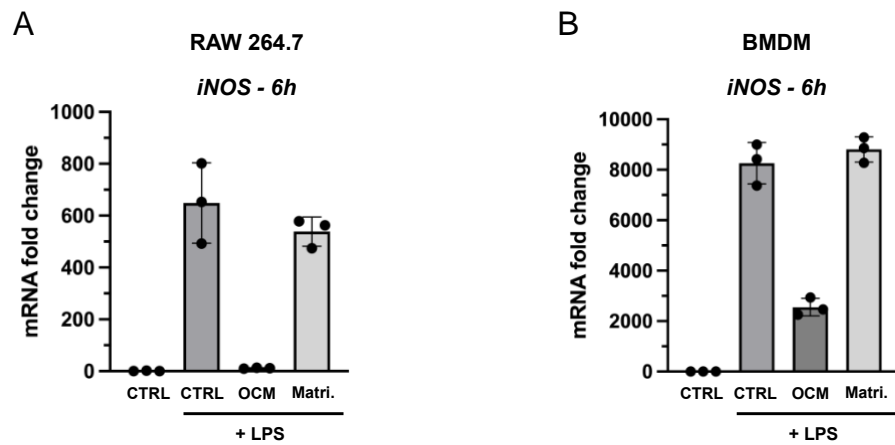 A
RAW 264.7
iNOS - 6h
mRNA fold change
1000
800
600
400
200
0
CTRL CTRL OCM Matri.
+ LPS
B
BMDM
iNOS - 6h
mRNA fold change
10000
8000
6000
4000
2000
0
CTRL CTRL OCM Matri.
+ LPS